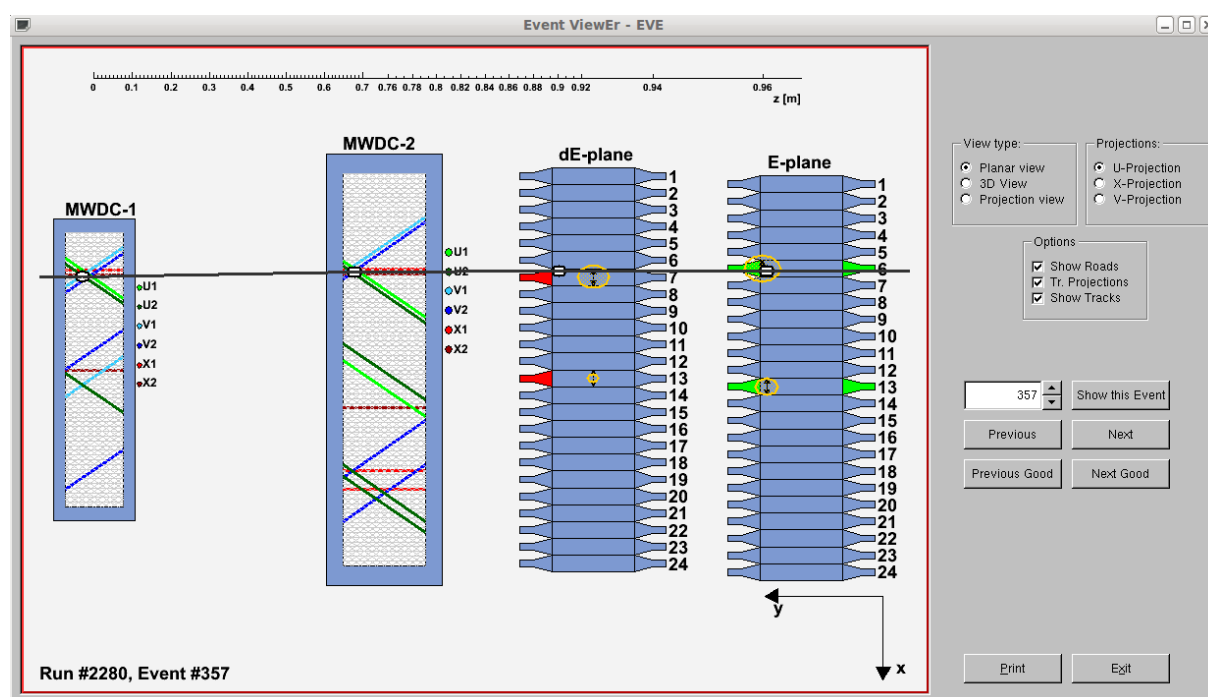 Event ViewEr - EVE
0 0.1 0.2 0.3 0.4 0.5 0.6 0.7 0.76 0.78 0.8 0.82 0.84 0.86 0.88 0.9 0.92 0.94 0.96
z [m]
MWDC-1
U1
U2
V1
V2
X1
X2
MWDC-2
U1
U2
V1
V2
X1
X2
dE-plane
1
2
3
4
5
6
7
8
9
10
11
12
13
14
15
16
17
18
19
20
21
22
23
24
E-plane
1
2
3
4
5
6
7
8
9
10
11
12
13
14
15
16
17
18
19
20
21
22
23
24
y
x
Run #2280, Event #357
View type:
Planar view
3D View
Projection view
Projections:
U-Projection
X-Projection
V-Projection
Options
Show Roads
Tr. Projections
Show Tracks
357
Show this Event
Previous
Next
Previous Good
Next Good
Print
Exit